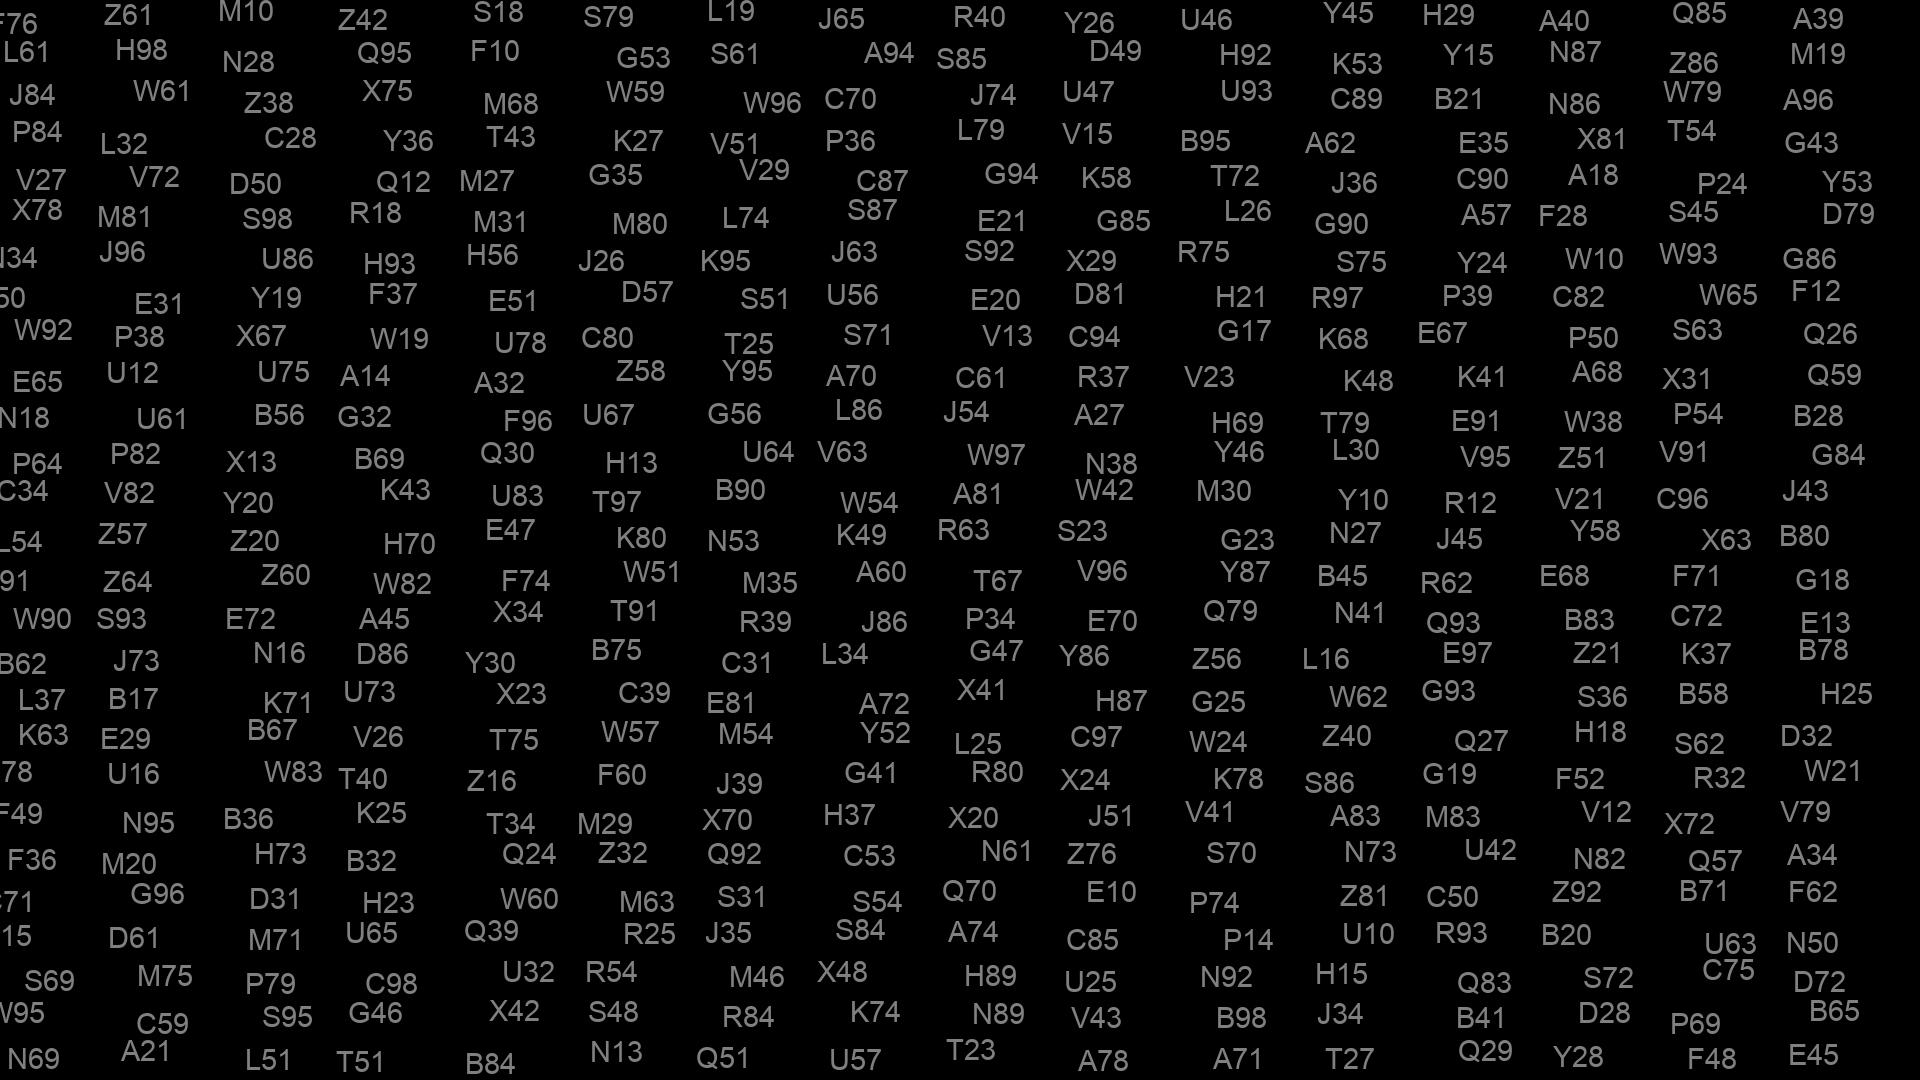 F76 Z61 M10 Z42 S18 S79 L19 J65 R40 Y26 U46 Y45 H29 A40 Q85 A39
L61 H98 N28 Q95 F10 G53 S61 A94 S85 D49 H92 K53 Y15 N87 Z86 M19
J84 W61 Z38 X75 M68 W59 W96 C70 J74 U47 U93 C89 B21 N86 W79 A96
P84 L32 C28 Y36 T43 K27 V51 P36 L79 V15 B95 A62 E35 X81 T54 G43
V27 V72 D50 Q12 M27 G35 V29 C87 G94 K58 T72 J36 C90 A18 P24 Y53
X78 M81 S98 R18 M31 M80 L74 S87 E21 G85 L26 G90 A57 F28 S45 D79
N34 J96 U86 H93 H56 J26 K95 J63 S92 X29 R75 S75 Y24 W10 W93 G86
50 E31 Y19 F37 E51 D57 S51 U56 E20 D81 H21 R97 P39 C82 W65 F12
W92 P38 X67 W19 U78 C80 T25 S71 V13 C94 G17 K68 E67 P50 S63 Q26
E65 U12 U75 A14 A32 Z58 Y95 A70 C61 R37 V23 K48 K41 A68 X31 Q59
N18 U61 B56 G32 F96 U67 G56 L86 J54 A27 H69 T79 E91 W38 P54 B28
P64 P82 X13 B69 Q30 H13 U64 V63 W97 N38 Y46 L30 V95 Z51 V91 G84
C34 V82 Y20 K43 U83 T97 B90 W54 A81 W42 M30 Y10 R12 V21 C96 J43
L54 Z57 Z20 H70 E47 K80 N53 K49 R63 S23 G23 N27 J45 Y58 X63 B80
91 Z64 Z60 W82 F74 W51 M35 A60 T67 V96 Y87 B45 R62 E68 F71 G18
W90 S93 E72 A45 X34 T91 R39 J86 P34 E70 Q79 N41 Q93 B83 C72 E13
B62 J73 N16 D86 Y30 B75 C31 L34 G47 Y86 Z56 L16 E97 Z21 K37 B78
L37 B17 K71 U73 X23 C39 E81 A72 X41 H87 G25 W62 G93 S36 B58 H25
K63 E29 B67 V26 T75 W57 M54 Y52 L25 C97 W24 Z40 Q27 H18 S62 D32
78 U16 W83 T40 Z16 F60 J39 G41 R80 X24 K78 S86 G19 F52 R32 W21
F49 N95 B36 K25 T34 M29 X70 H37 X20 J51 V41 A83 M83 V12 X72 V79
F36 M20 H73 B32 Q24 Z32 Q92 C53 N61 Z76 S70 N73 U42 N82 Q57 A34
71 G96 D31 H23 W60 M63 S31 S54 Q70 E10 P74 Z81 C50 Z92 B71 F62
15 D61 M71 U65 Q39 R25 J35 S84 A74 C85 P14 U10 R93 B20 U63 N50
S69 M75 P79 C98 U32 R54 M46 X48 H89 U25 N92 H15 Q83 S72 C75 D72
W95 C59 S95 G46 X42 S48 R84 K74 N89 V43 B98 J34 B41 D28 P69 B65
N69 A21 L51 T51 B84 N13 Q51 U57 T23 A78 A71 T27 Q29 Y28 F48 E45